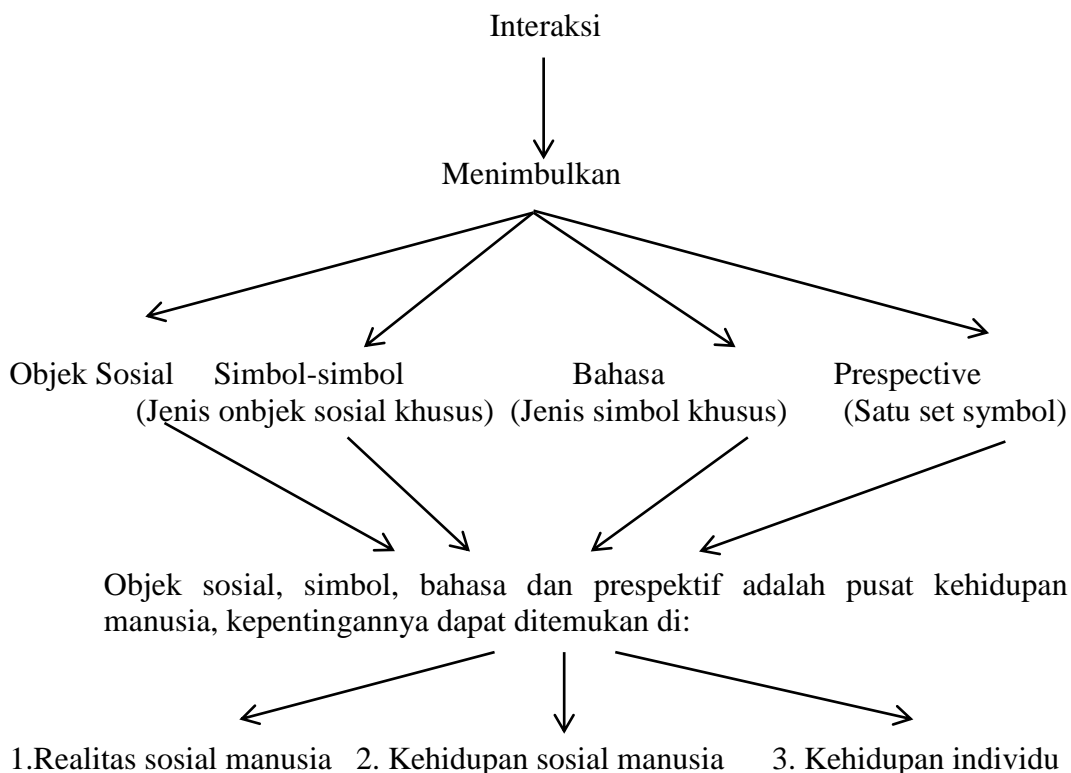 Interaksi
Menimbulkan
Objek Sosial Simbol-simbol Bahasa Prespective
(Jenis onbjek sosial khusus) (Jenis simbol khusus) (Satu set symbol)
Objek sosial, simbol, bahasa dan prespektif adalah pusat kehidupan
manusia, kepentingannya dapat ditemukan di:
1.Realitas sosial manusia 2. Kehidupan sosial manusia 3. Kehidupan individu